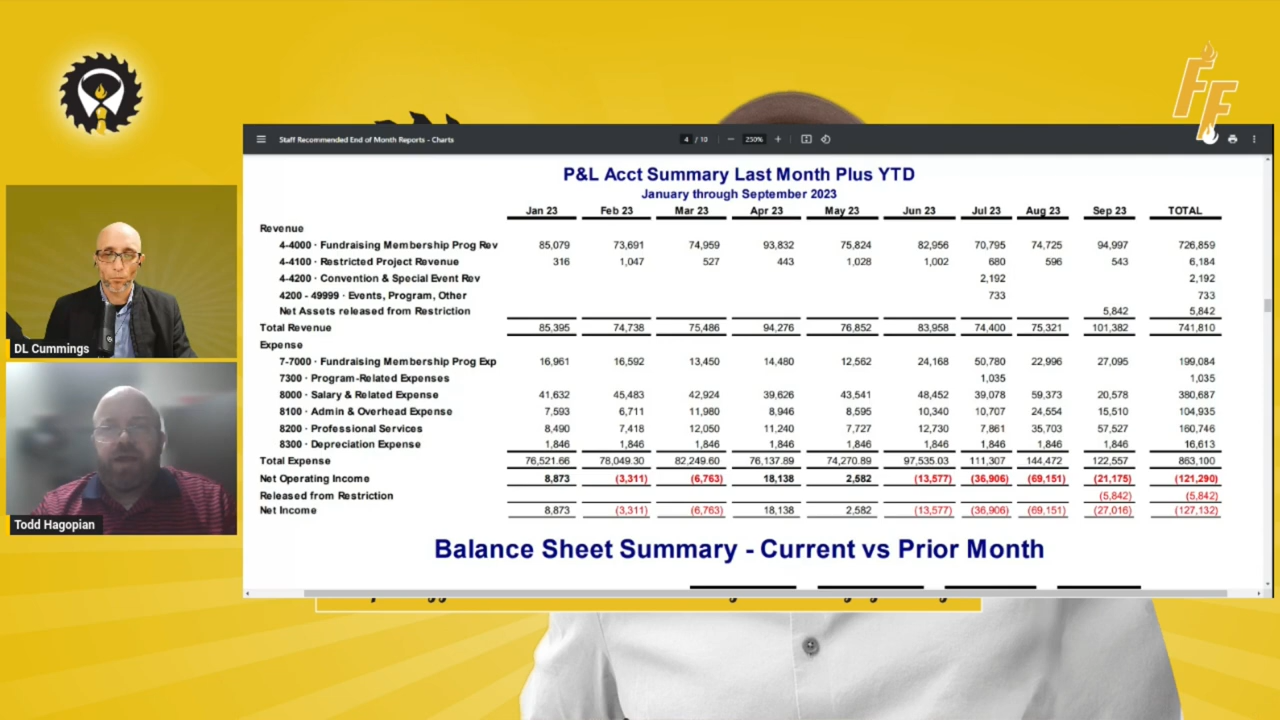 FF
Staff Recommended End of Month Reports - Charts
4 / 10
250%
P&L Acct Summary Last Month Plus YTD
January through September 2023
Jan 23 Feb 23 Mar 23 Apr 23 May 23 Jun 23 Jul 23 Aug 23 Sep 23 TOTAL
Revenue
4-4000 · Fundraising Membership Prog Rev 85,079 73,691 74,959 93,832 75,824 82,956 70,795 74,725 94,997 726,859
4-4100 · Restricted Project Revenue 316 1,047 527 443 1,028 1,002 680 596 543 6,184
4-4200 · Convention & Special Event Rev 2,192 2,192
4200 - 49999 · Events, Program, Other 733 733
Net Assets released from Restriction 5,842 5,842
Total Revenue 85,395 74,738 75,486 94,276 76,852 83,958 74,400 75,321 101,382 741,810
Expense
7-7000 · Fundraising Membership Prog Exp 16,961 16,592 13,450 14,480 12,562 24,168 50,780 22,996 27,095 199,084
7300 · Program-Related Expenses 1,035 1,035
8000 · Salary & Related Expense 41,632 45,483 42,924 39,626 43,541 48,452 39,078 59,373 20,578 380,687
8100 · Admin & Overhead Expense 7,593 6,711 11,980 8,946 8,595 10,340 10,707 24,554 15,510 104,935
8200 · Professional Services 8,490 7,418 12,050 11,240 7,727 12,730 7,861 35,703 57,527 160,746
8300 · Depreciation Expense 1,846 1,846 1,846 1,846 1,846 1,846 1,846 1,846 1,846 16,613
Total Expense 76,521.66 78,049.30 82,249.60 76,137.89 74,270.89 97,535.03 111,307 144,472 122,557 863,100
Net Operating Income 8,873 (3,311) (6,763) 18,138 2,582 (13,577) (36,906) (69,151) (21,175) (121,290)
Released from Restriction (5,842) (5,842)
Net Income 8,873 (3,311) (6,763) 18,138 2,582 (13,577) (36,906) (69,151) (27,016) (127,132)
Balance Sheet Summary - Current vs Prior Month
DL Cummings
Todd Hagopian